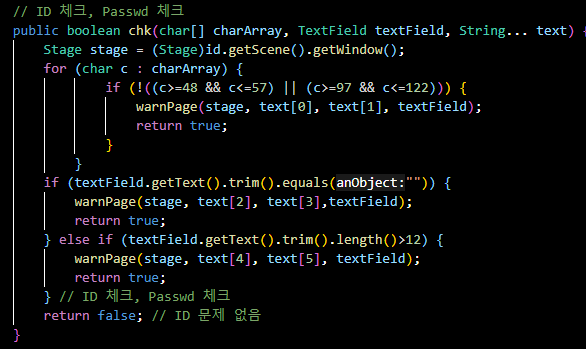 // ID 체크, Passwd 체크
public boolean chk(char[] charArray, TextField textField, String... text) {
    Stage stage = (Stage)id.getScene().getWindow();
    for (char c : charArray) {
            if (!((c>=48 && c<=57) || (c>=97 && c<=122))) {
                warnPage(stage, text[0], text[1], textField);
                return true;
            }
        }
    if (textField.getText().trim().equals(anObject:"")) {
        warnPage(stage, text[2], text[3],textField);
        return true;
    } else if (textField.getText().trim().length()>12) {
        warnPage(stage, text[4], text[5], textField);
        return true;
    } // ID 체크, Passwd 체크
    return false; // ID 문제 없음
}